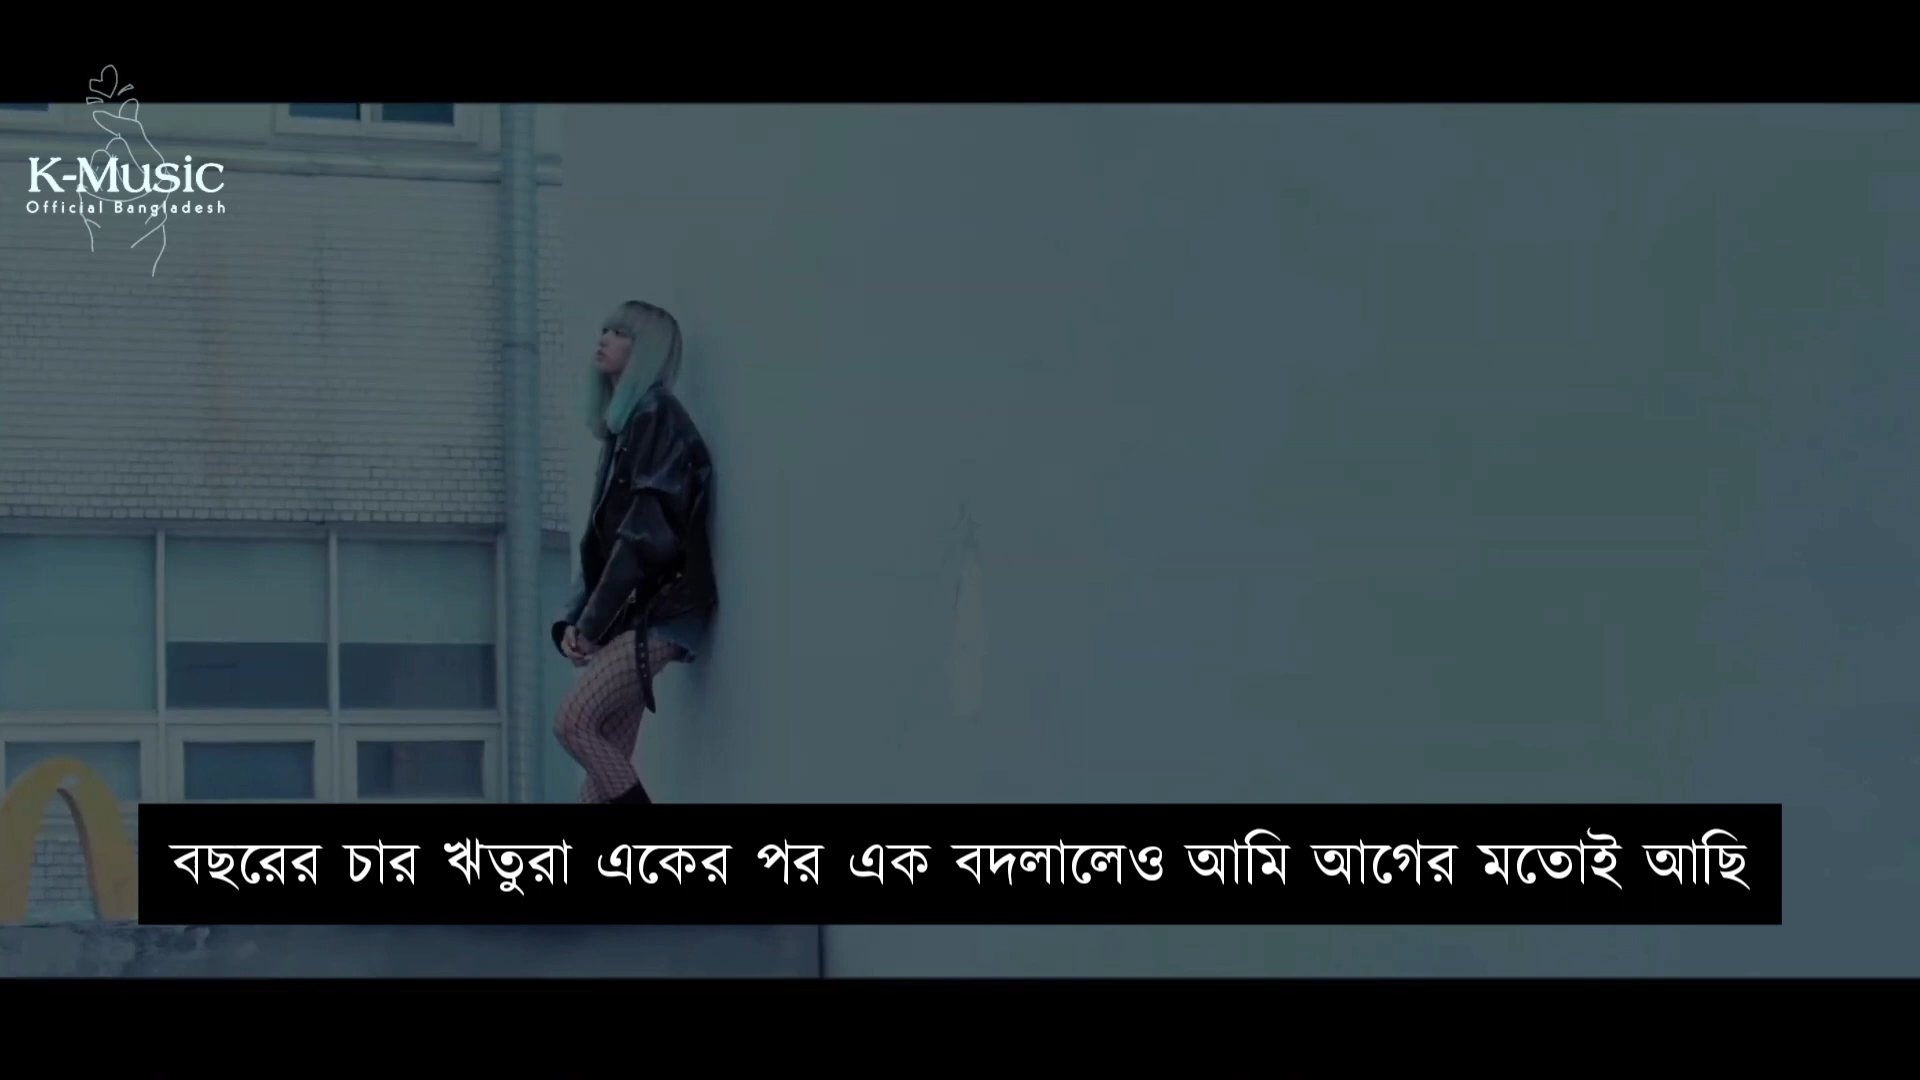 K-Music
Official Bangladesh
বছরের চার ঋতুরা একের পর এক বদলালেও আমি আগের মতোই আছি